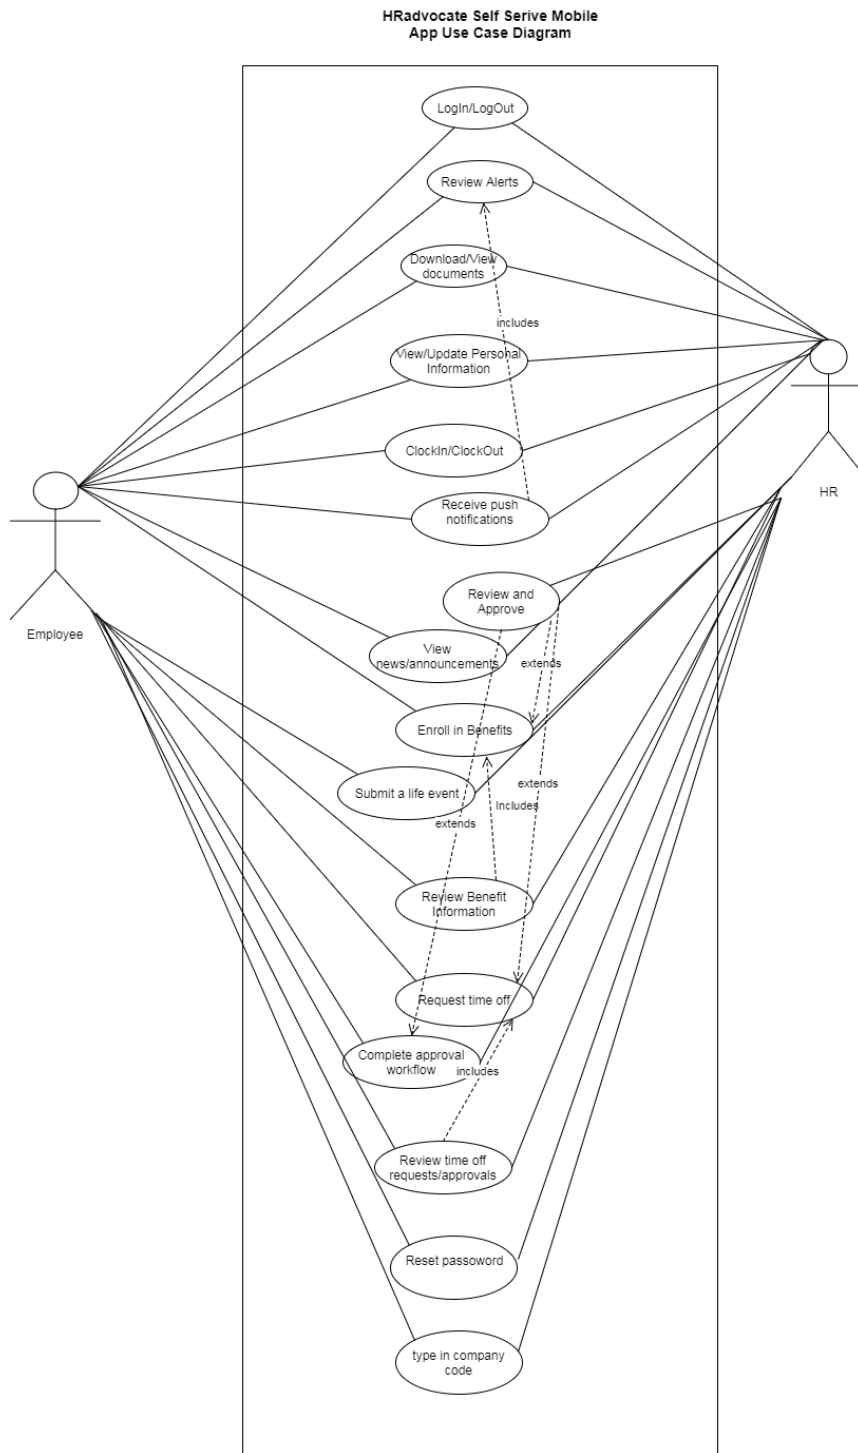 HRadvocate Self Serive Mobile
App Use Case Diagram
LogIn/LogOut
Review Alerts
Download/View
documents
includes
View/Update Personal
Information
HR
ClockIn/ClockOut
Receive push
notifications
Employee
Review and
Approve
View
news/announcements
extends
Enroll in Benefits
extends
Submit a life event
Includes
extends
Review Benefit
Information
Request time off
Complete approval
workflow
includes
Review time off
requests/approvals
Reset passoword
type in company
code